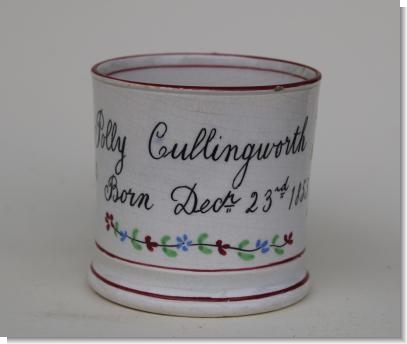 Polly Cullingworth
Born Decr 23rd